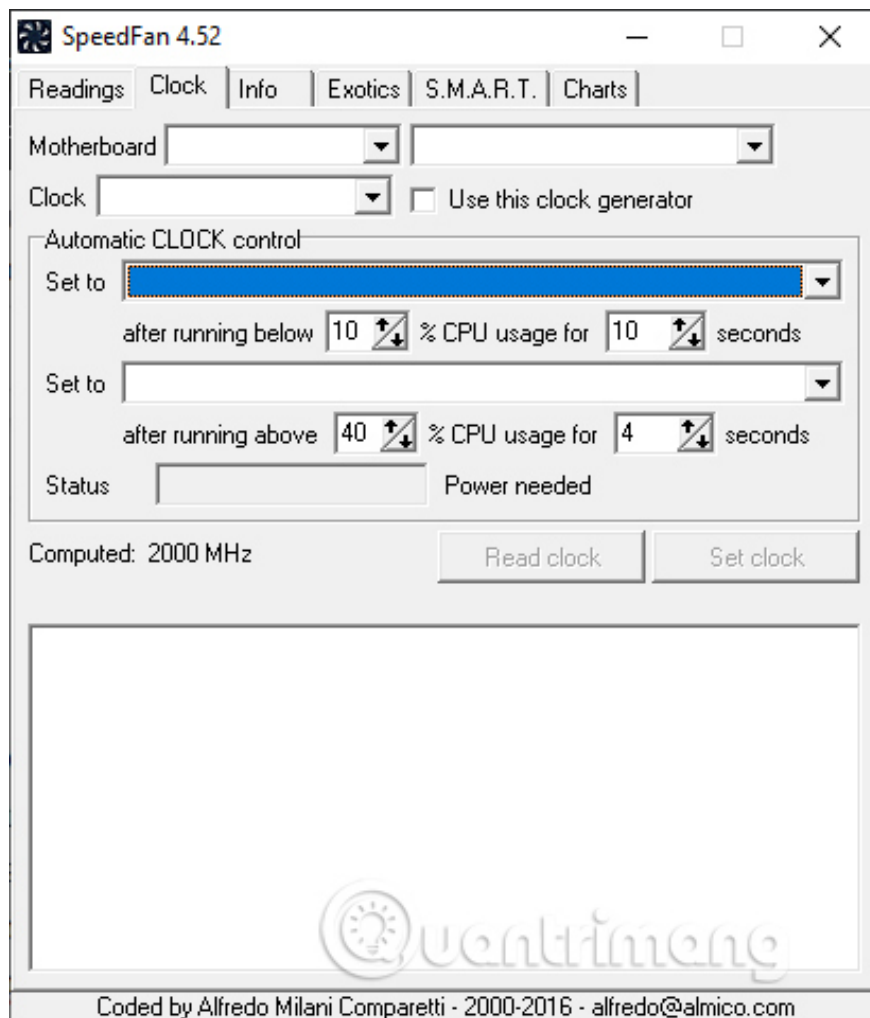 SpeedFan 4.52
Readings Clock Info Exotics S.M.A.R.T. Charts
Motherboard
Clock Use this clock generator
Automatic CLOCK control
Set to
after running below 10 % CPU usage for 10 seconds
Set to
after running above 40 % CPU usage for 4 seconds
Status Power needed
Computed: 2000 MHz Read clock Set clock
Quantrimang
Coded by Alfredo Milani Comparetti - 2000-2016 - alfredo@almico.com